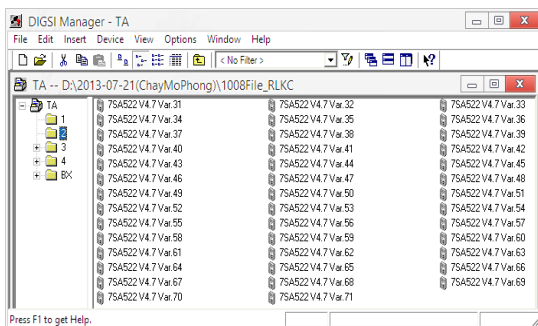 DIGSI Manager - TA
File Edit Insert Device View Options Window Help
< No Filter >
TA -- D:\2013-07-21(ChayMoPhong)\1008File_RLKC
TA
1
2
3
4
BX
7SA522 V4.7 Var.31 7SA522 V4.7 Var.32 7SA522 V4.7 Var.33
7SA522 V4.7 Var.34 7SA522 V4.7 Var.35 7SA522 V4.7 Var.36
7SA522 V4.7 Var.37 7SA522 V4.7 Var.38 7SA522 V4.7 Var.39
7SA522 V4.7 Var.40 7SA522 V4.7 Var.41 7SA522 V4.7 Var.42
7SA522 V4.7 Var.43 7SA522 V4.7 Var.44 7SA522 V4.7 Var.45
7SA522 V4.7 Var.46 7SA522 V4.7 Var.47 7SA522 V4.7 Var.48
7SA522 V4.7 Var.49 7SA522 V4.7 Var.50 7SA522 V4.7 Var.51
7SA522 V4.7 Var.52 7SA522 V4.7 Var.53 7SA522 V4.7 Var.54
7SA522 V4.7 Var.55 7SA522 V4.7 Var.56 7SA522 V4.7 Var.57
7SA522 V4.7 Var.58 7SA522 V4.7 Var.59 7SA522 V4.7 Var.60
7SA522 V4.7 Var.61 7SA522 V4.7 Var.62 7SA522 V4.7 Var.63
7SA522 V4.7 Var.64 7SA522 V4.7 Var.65 7SA522 V4.7 Var.66
7SA522 V4.7 Var.67 7SA522 V4.7 Var.68 7SA522 V4.7 Var.69
7SA522 V4.7 Var.70 7SA522 V4.7 Var.71
Press F1 to get Help.